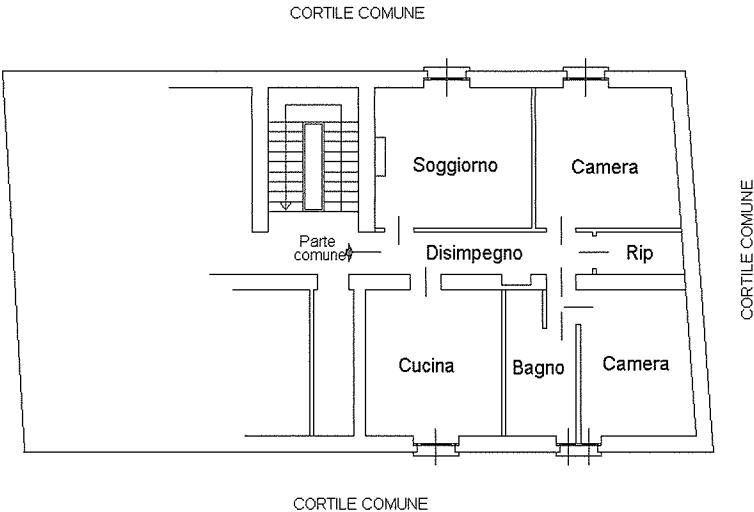 CORTILE COMUNE
Soggiorno
Camera
CORTILE COMUNE
Parte
comune
Disimpegno
Rip
Cucina
Bagno
Camera
CORTILE COMUNE